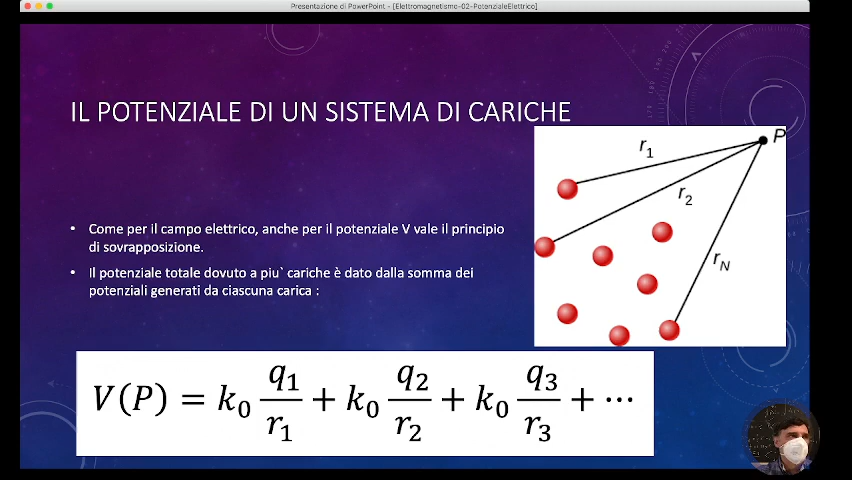 Presentazione di PowerPoint - [Elettromagnetismo-02-PotenzialeElettrico]
IL POTENZIALE DI UN SISTEMA DI CARICHE
• Come per il campo elettrico, anche per il potenziale V vale il principio
di sovrapposizione.
• Il potenziale totale dovuto a piu` cariche è dato dalla somma dei
potenziali generati da ciascuna carica :
P
r₁
r₂
r_N
V(P) = k₀ q₁/r₁ + k₀ q₂/r₂ + k₀ q₃/r₃ + ⋯